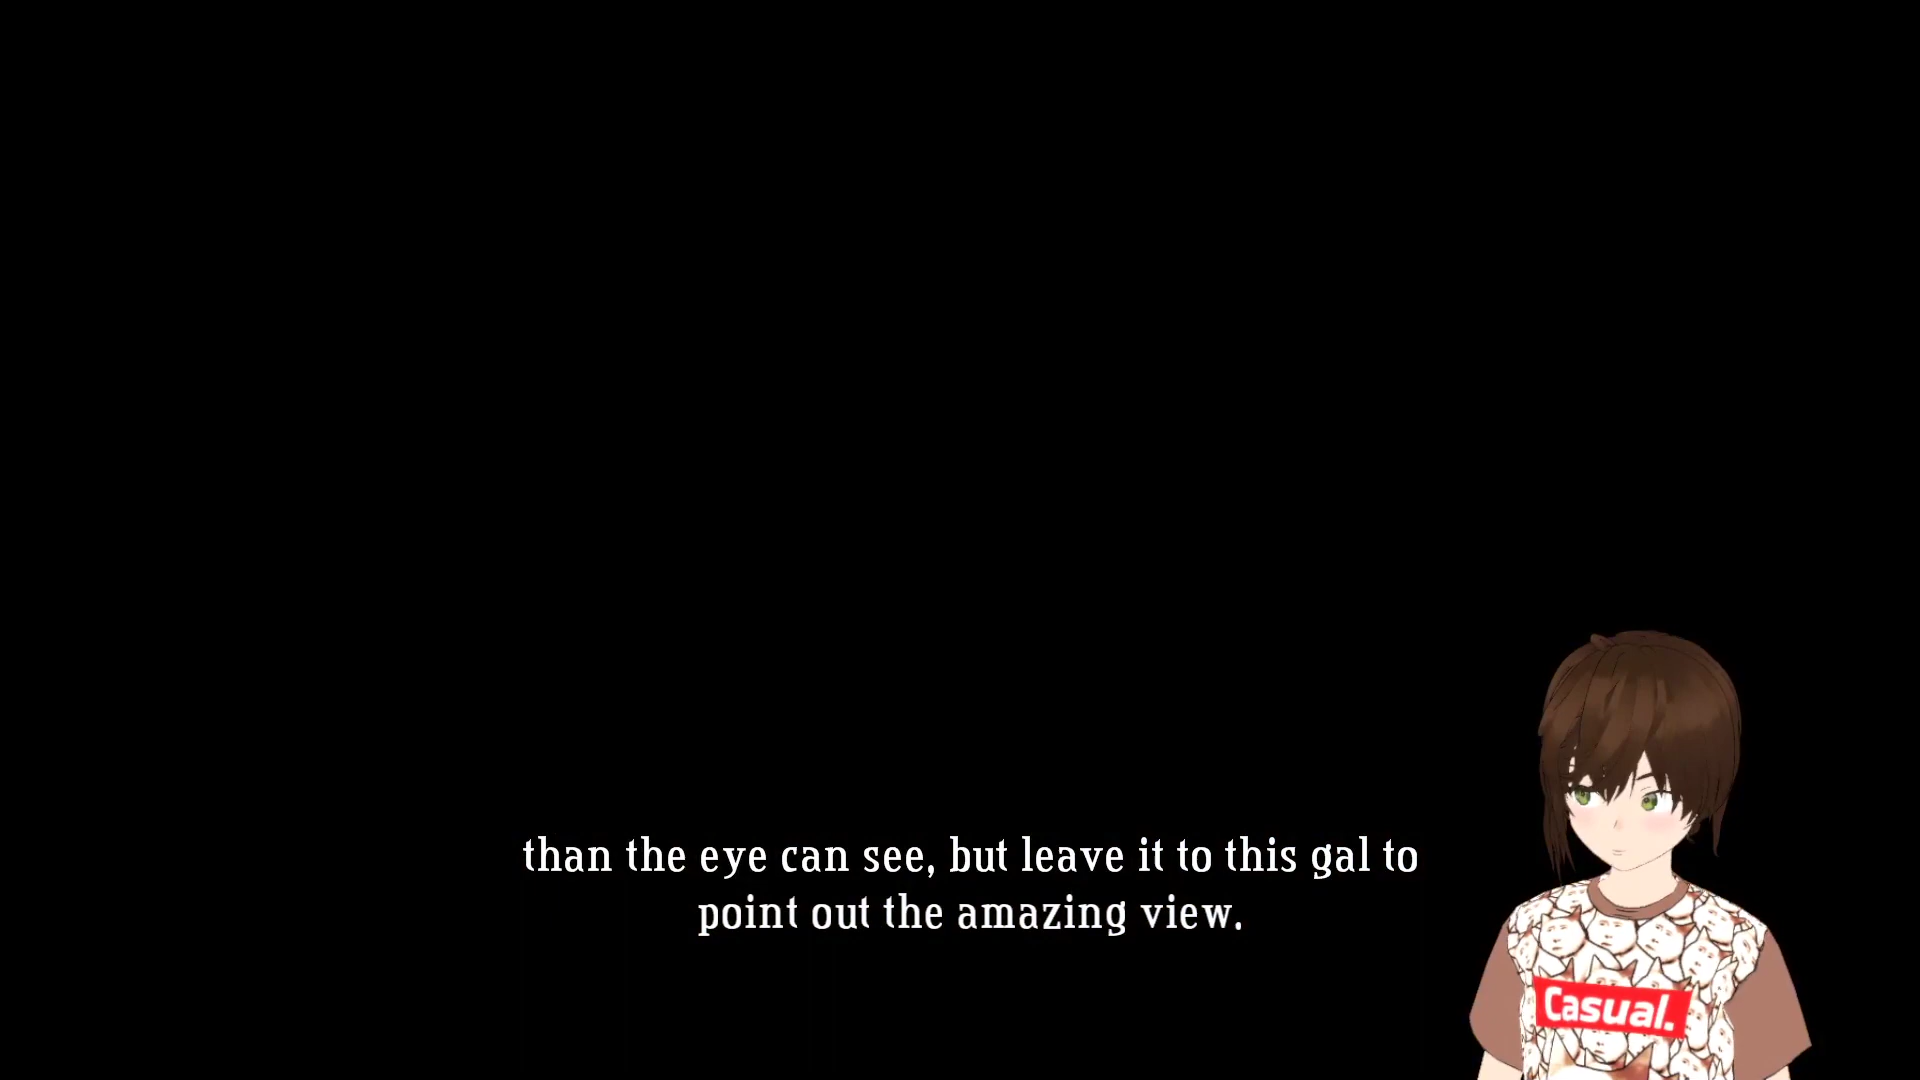 than the eye can see, but leave it to this gal to
point out the amazing view.
Casual.